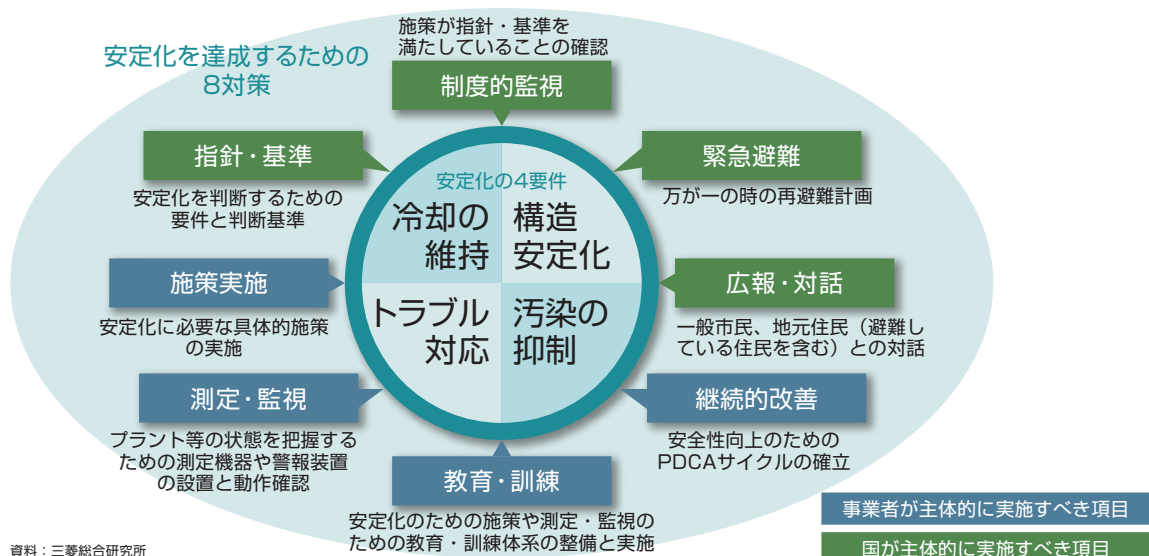 安定化を達成するための
8対策
施策が指針・基準を
満たしていることの確認
制度的監視
指針・基準
安定化を判断するための
要件と判断基準
緊急避難
万が一の時の再避難計画
安定化の4要件
冷却の
維持
構造
安定化
トラブル
対応
汚染の
抑制
施策実施
安定化に必要な具体的施策
の実施
広報・対話
一般市民、地元住民（避難し
ている住民を含む）との対話
測定・監視
プラント等の状態を把握する
ための測定機器や警報装置
の設置と動作確認
継続的改善
安全性向上のための
PDCAサイクルの確立
教育・訓練
安定化のための施策や測定・監視の
ための教育・訓練体系の整備と実施
事業者が主体的に実施すべき項目
国が主体的に実施すべき項目
資料：三菱総合研究所